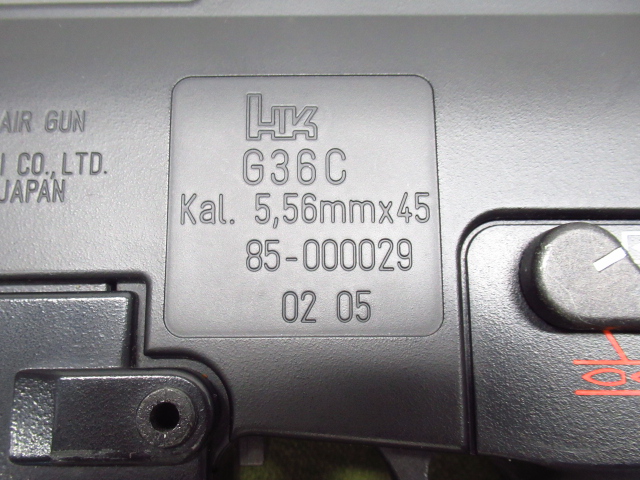 AIR GUN
I CO.,LTD.
JAPAN
HK
G36C
Kal. 5,56mmx45
85-000029
02 05